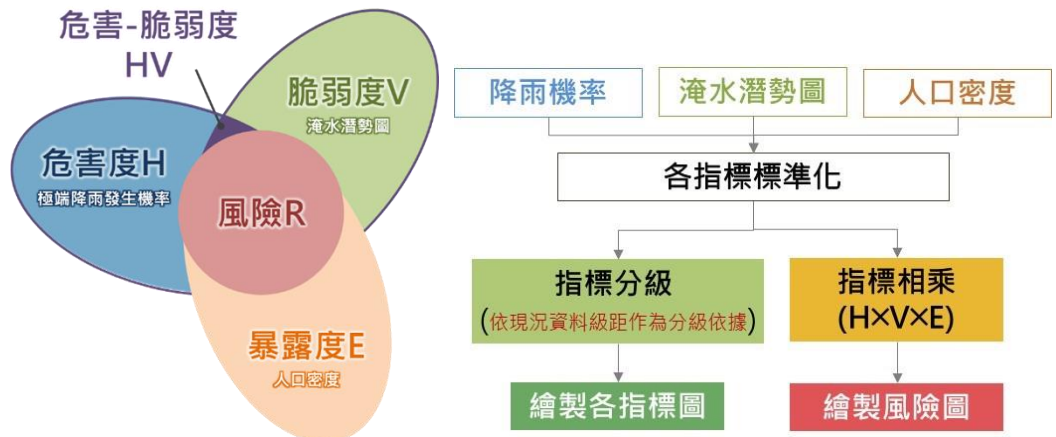 危害-脆弱度
HV
脆弱度V
淹水潛勢圖
危害度H
極端降雨發生機率
風險R
暴露度E
人口密度
降雨機率
淹水潛勢圖
人口密度
各指標標準化
指標分級
(依現況資料級距作為分級依據)
指標相乘
(H×V×E)
繪製各指標圖
繪製風險圖